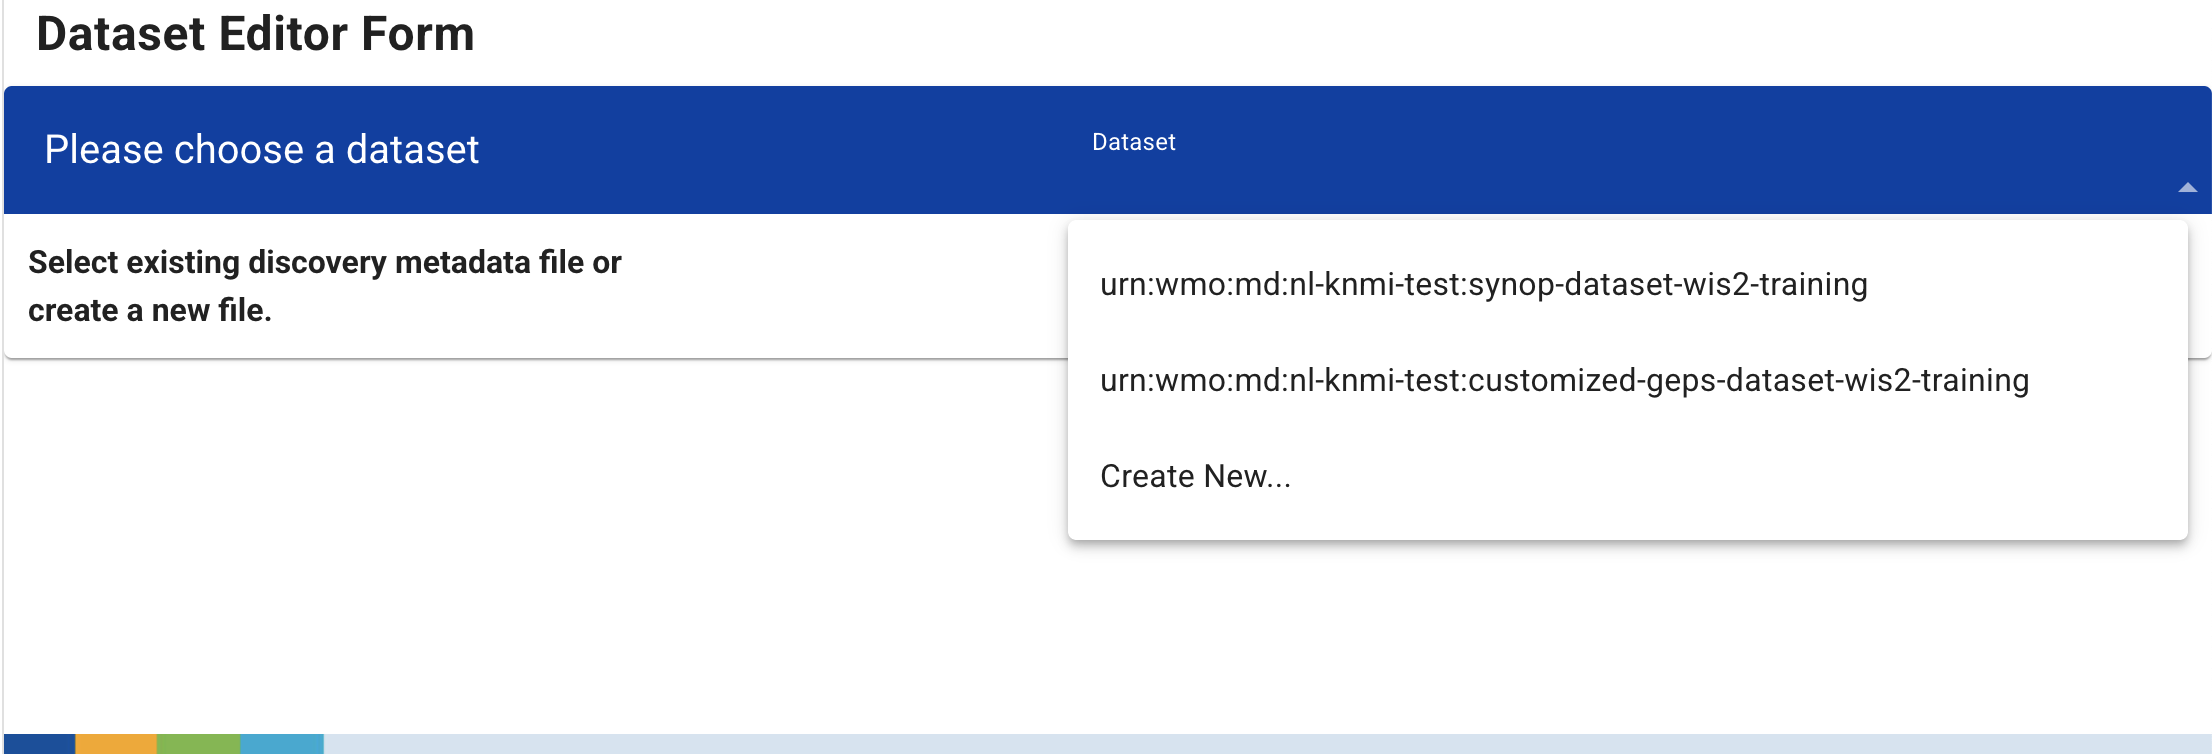 Dataset Editor Form
Please choose a dataset
Dataset
Select existing discovery metadata file or
create a new file.
urn:wmo:md:nl-knmi-test:synop-dataset-wis2-training
urn:wmo:md:nl-knmi-test:customized-geps-dataset-wis2-training
Create New...